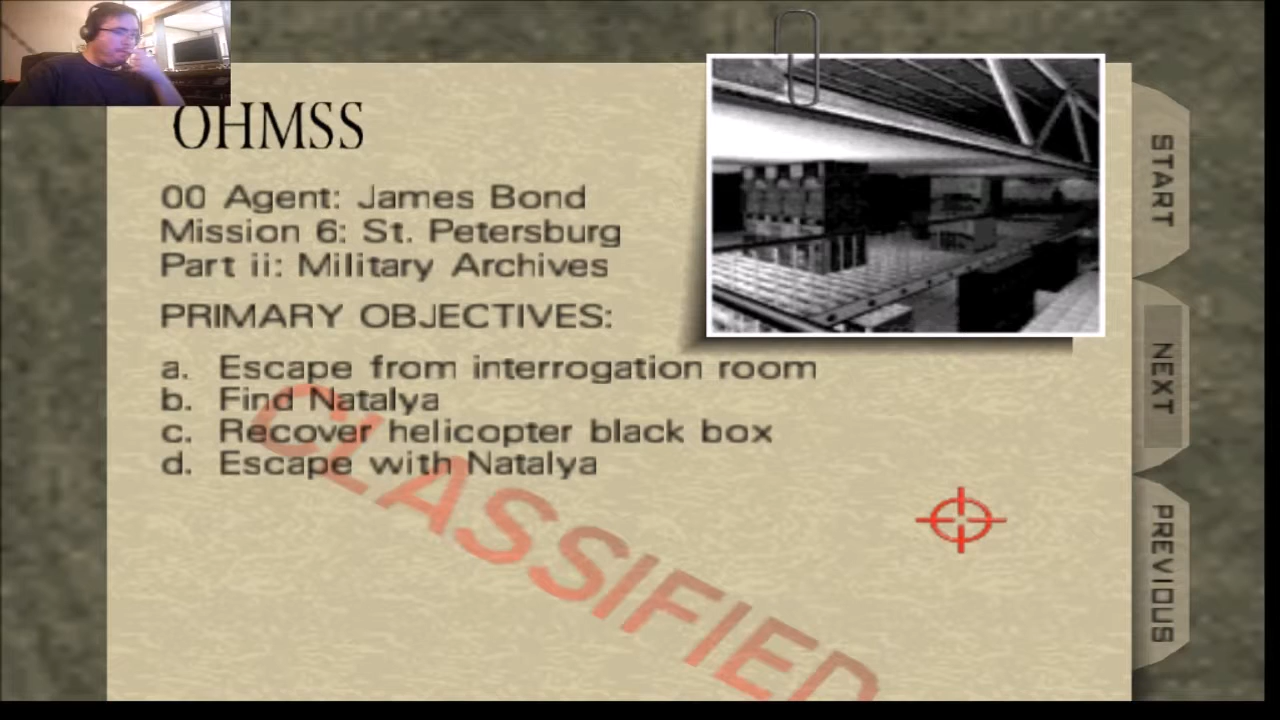 OHMSS
00 Agent: James Bond
Mission 6: St. Petersburg
Part ii: Military Archives
PRIMARY OBJECTIVES:
a. Escape from interrogation room
b. Find Natalya
c. Recover helicopter black box
d. Escape with Natalya
CLASSIFIED
START
NEXT
PREVIOUS